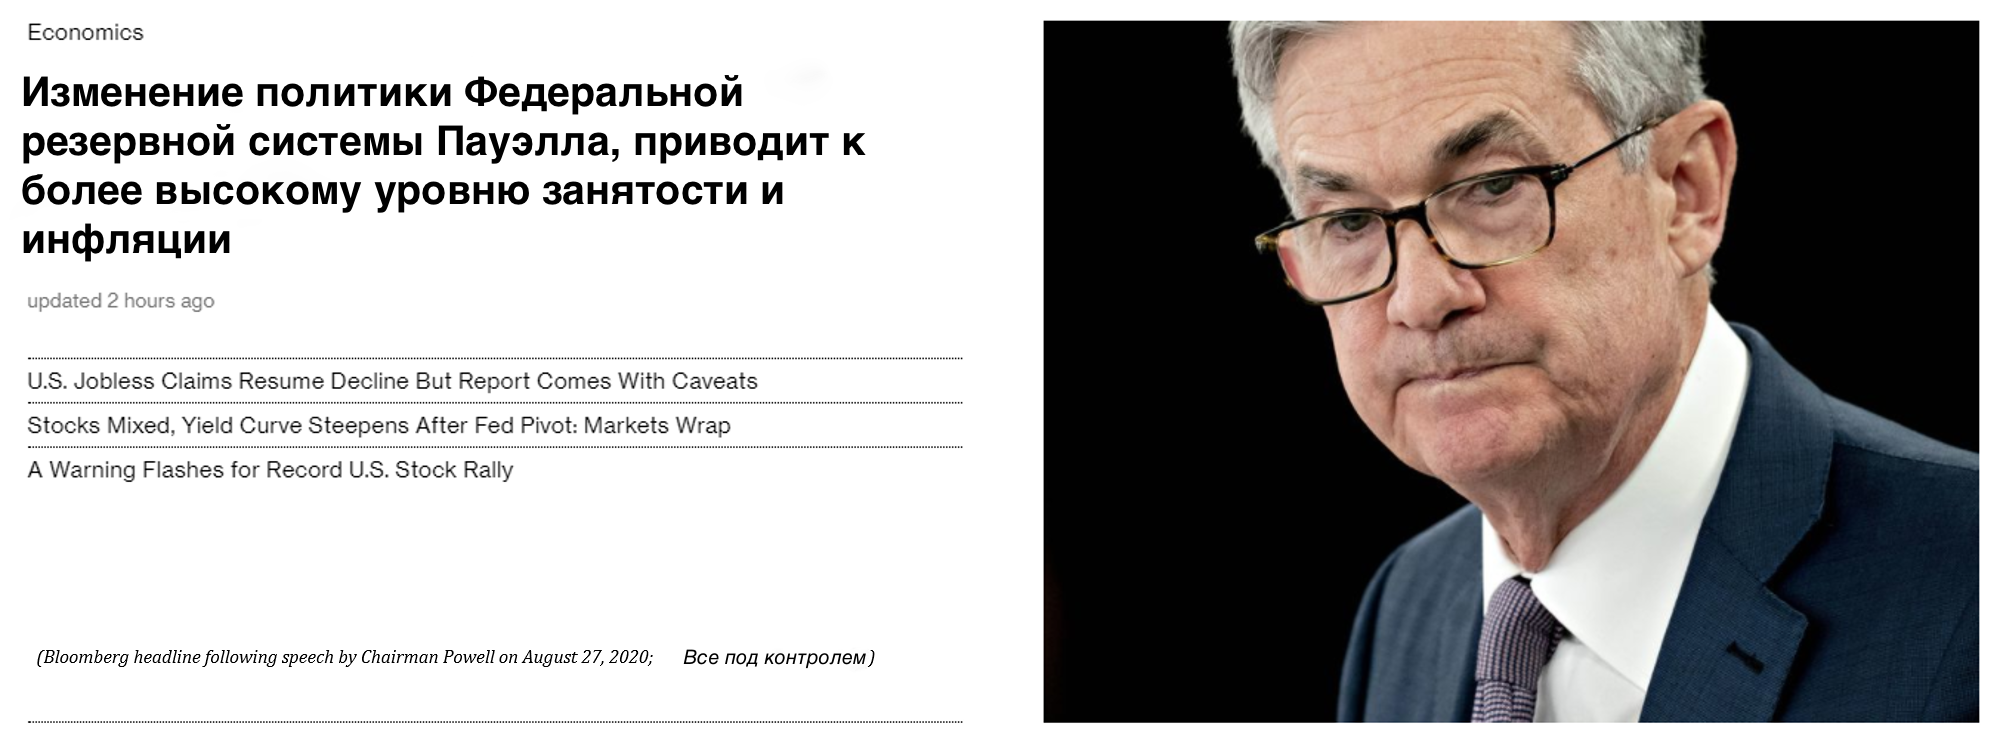 Economics
Изменение политики Федеральной
резервной системы Пауэлла, приводит к
более высокому уровню занятости и
инфляции
updated 2 hours ago
U.S. Jobless Claims Resume Decline But Report Comes With Caveats
Stocks Mixed, Yield Curve Steepens After Fed Pivot: Markets Wrap
A Warning Flashes for Record U.S. Stock Rally
(Bloomberg headline following speech by Chairman Powell on August 27, 2020; Все под контролем)